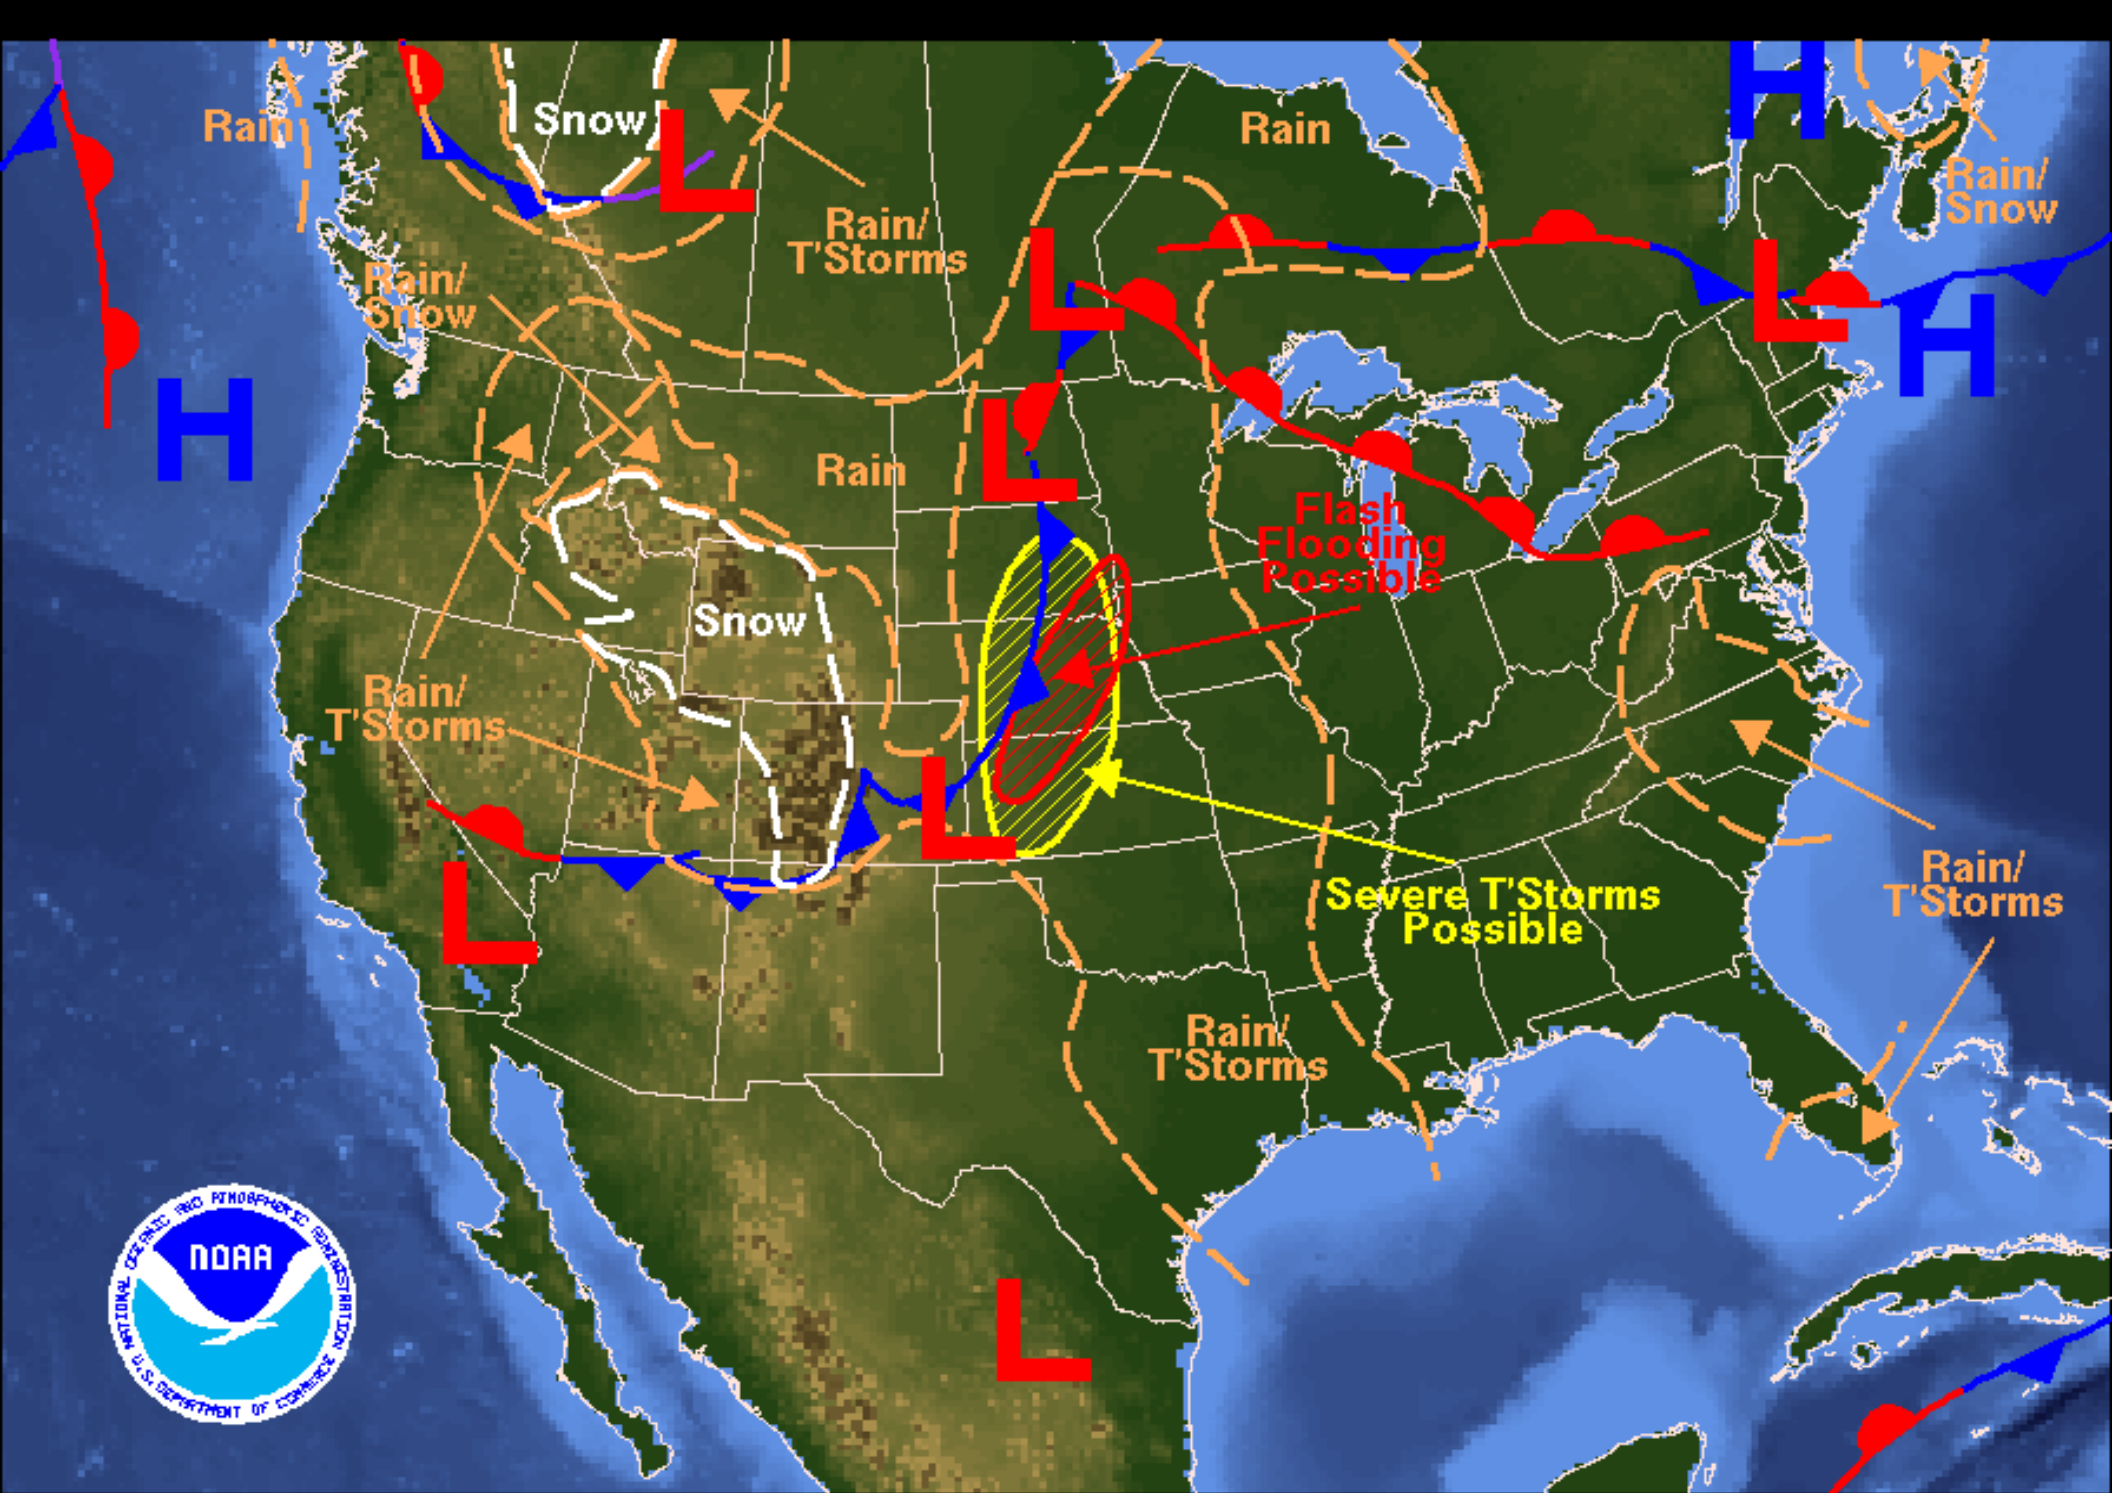 H
Rain
Snow
L
Rain
Rain/
Snow
Rain/
T'Storms
L
L
Rain/
Snow
H
H
L
Rain
Flash
Flooding
Possible
Snow
Rain/
T'Storms
L
L
Severe T'Storms
Possible
Rain/
T'Storms
Rain/
T'Storms
L
NATIONAL OCEANIC AND ATMOSPHERIC ADMINISTRATION
NOAA
U.S. DEPARTMENT OF COMMERCE